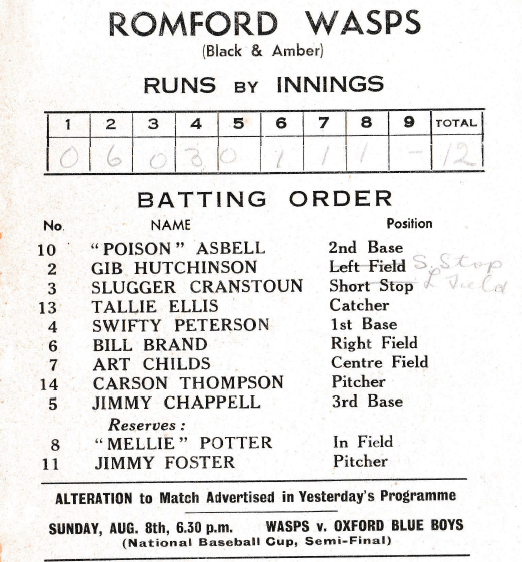 ROMFORD WASPS
(Black & Amber)
RUNS BY INNINGS
1 2 3 4 5 6 7 8 9 TOTAL
0 6 0 3 0 1 1 1 - 12
BATTING ORDER
No. NAME Position
10 "POISON" ASBELL 2nd Base
2 GIB HUTCHINSON Left Field S. Stop
3 SLUGGER CRANSTOUN Short Stop L Field
13 TALLIE ELLIS Catcher
4 SWIFTY PETERSON 1st Base
6 BILL BRAND Right Field
7 ART CHILDS Centre Field
14 CARSON THOMPSON Pitcher
5 JIMMY CHAPPELL 3rd Base
Reserves:
8 "MELLIE" POTTER In Field
11 JIMMY FOSTER Pitcher
ALTERATION to Match Advertised in Yesterday's Programme
SUNDAY, AUG. 8th, 6.30 p.m. WASPS v. OXFORD BLUE BOYS
(National Baseball Cup, Semi-Final)